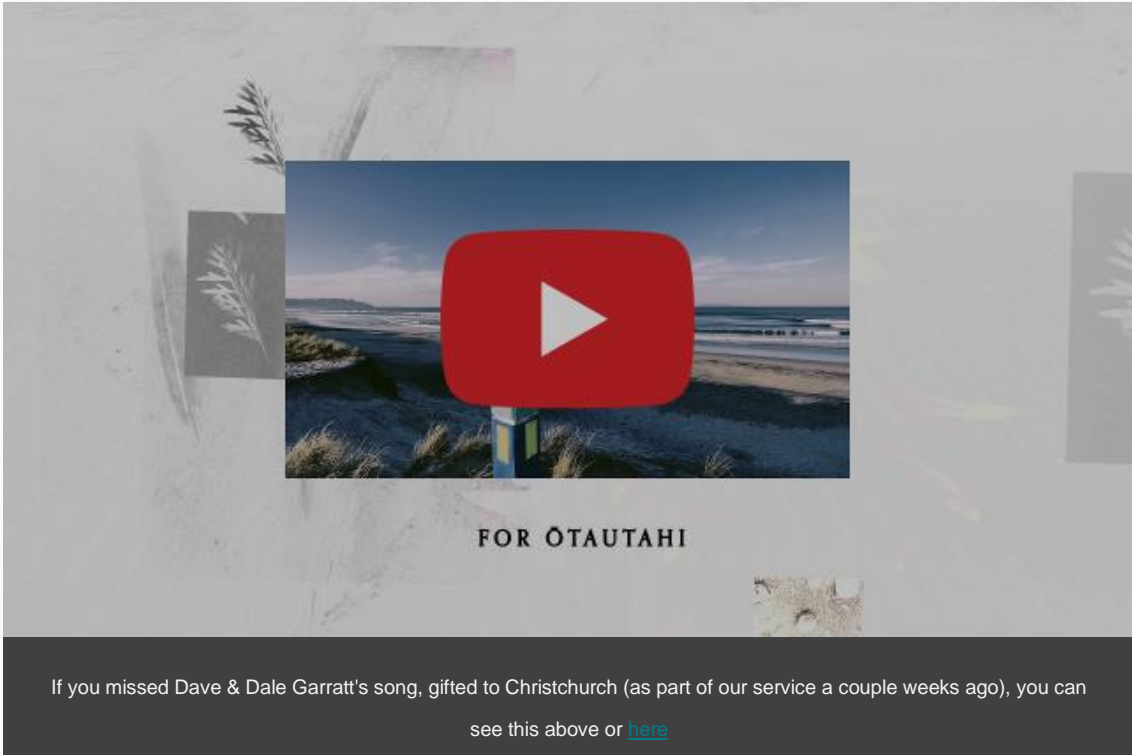 FOR ŌTAUTAHI
If you missed Dave & Dale Garratt's song, gifted to Christchurch (as part of our service a couple weeks ago), you can
see this above or here